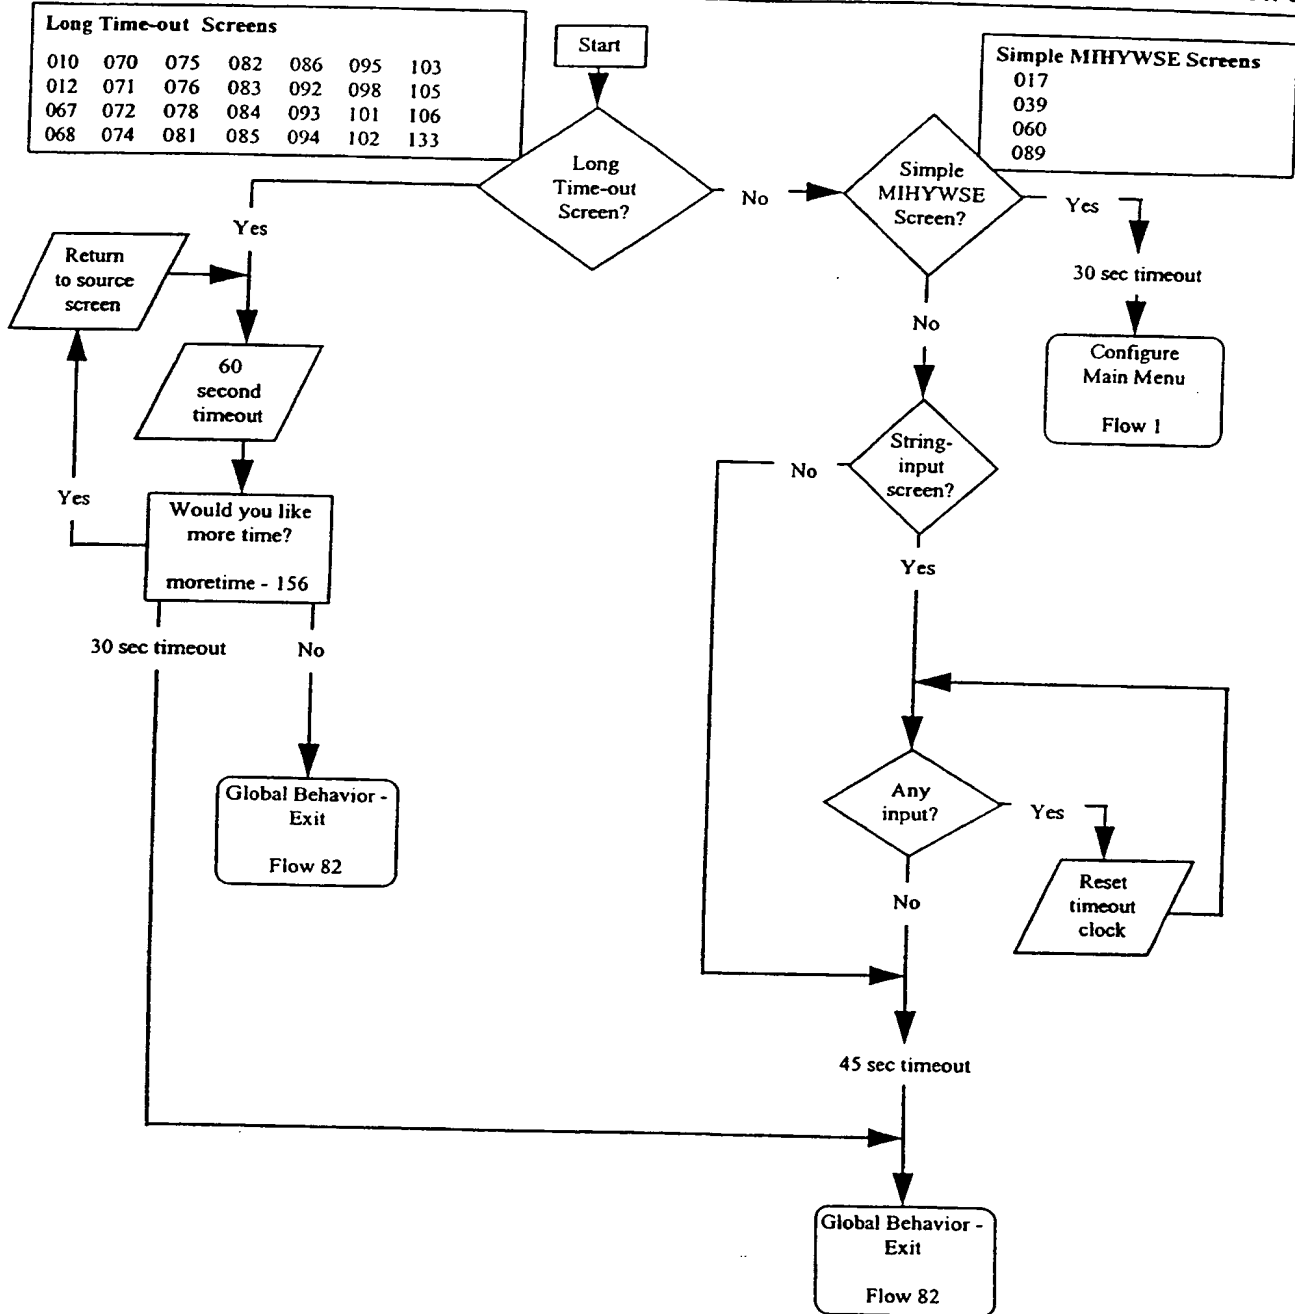 Long Time-out Screens
010 070 075 082 086 095 103
012 071 076 083 092 098 105
067 072 078 084 093 101 106
068 074 081 085 094 102 133
Start
Simple MIHYWSE Screens
017
039
060
089
Long
Time-out
Screen?
No
Simple
MIHYWSE
Screen?
Yes
Yes
30 sec timeout
Configure
Main Menu
Flow 1
Return
to source
screen
60
second
timeout
Would you like
more time?
moretime - 156
Yes
30 sec timeout
No
Global Behavior -
Exit
Flow 82
No
String-
input
screen?
No
Yes
Any
input?
Yes
Reset
timeout
clock
No
45 sec timeout
Global Behavior -
Exit
Flow 82